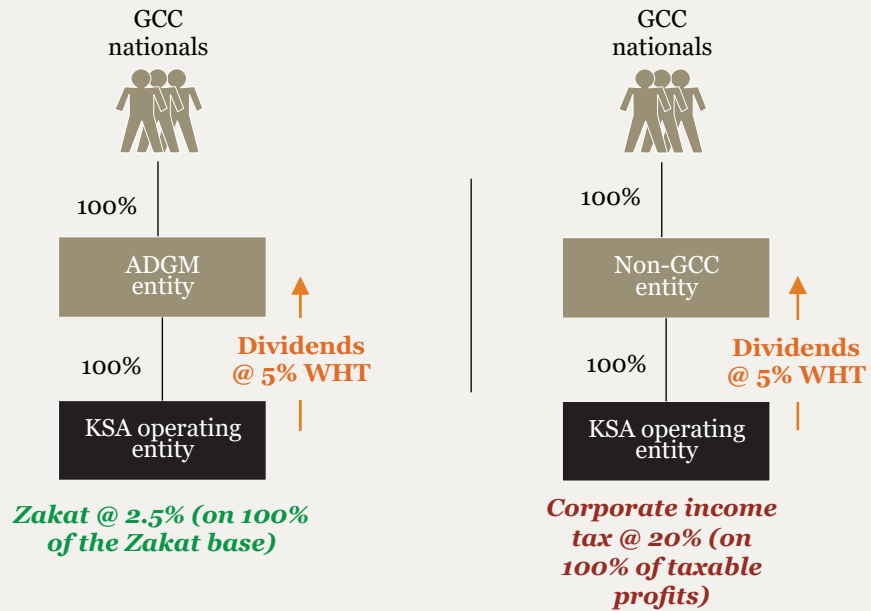 GCC
nationals
100%
ADGM
entity
100%
Dividends
@ 5% WHT
KSA operating
entity
Zakat @ 2.5% (on 100%
of the Zakat base)
GCC
nationals
100%
Non-GCC
entity
100%
Dividends
@ 5% WHT
KSA operating
entity
Corporate income
tax @ 20% (on
100% of taxable
profits)